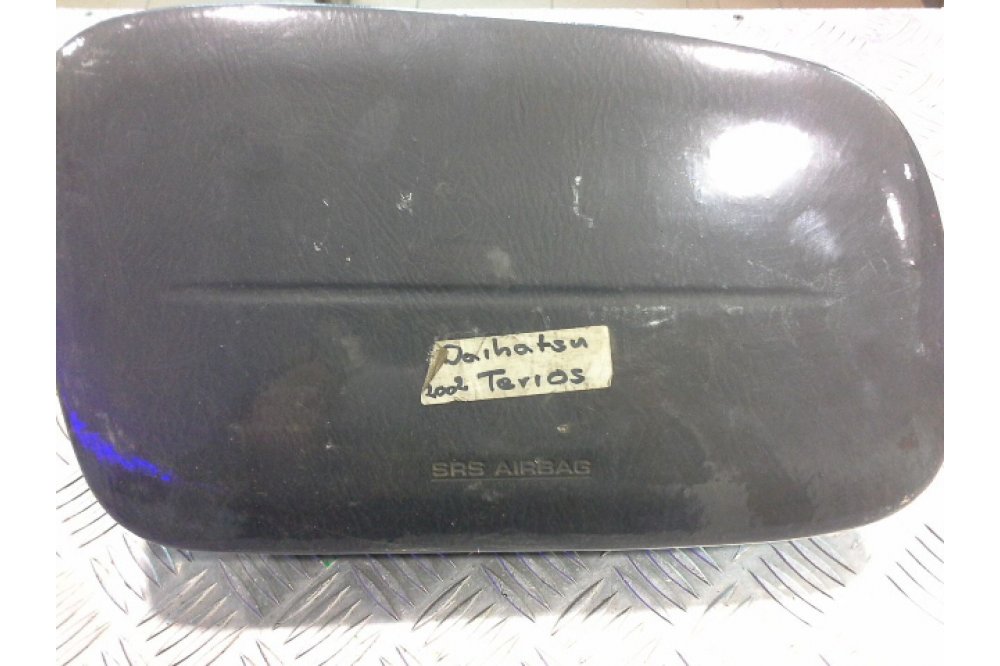 Daihatsu
2002 Terios
SRS AIRBAG